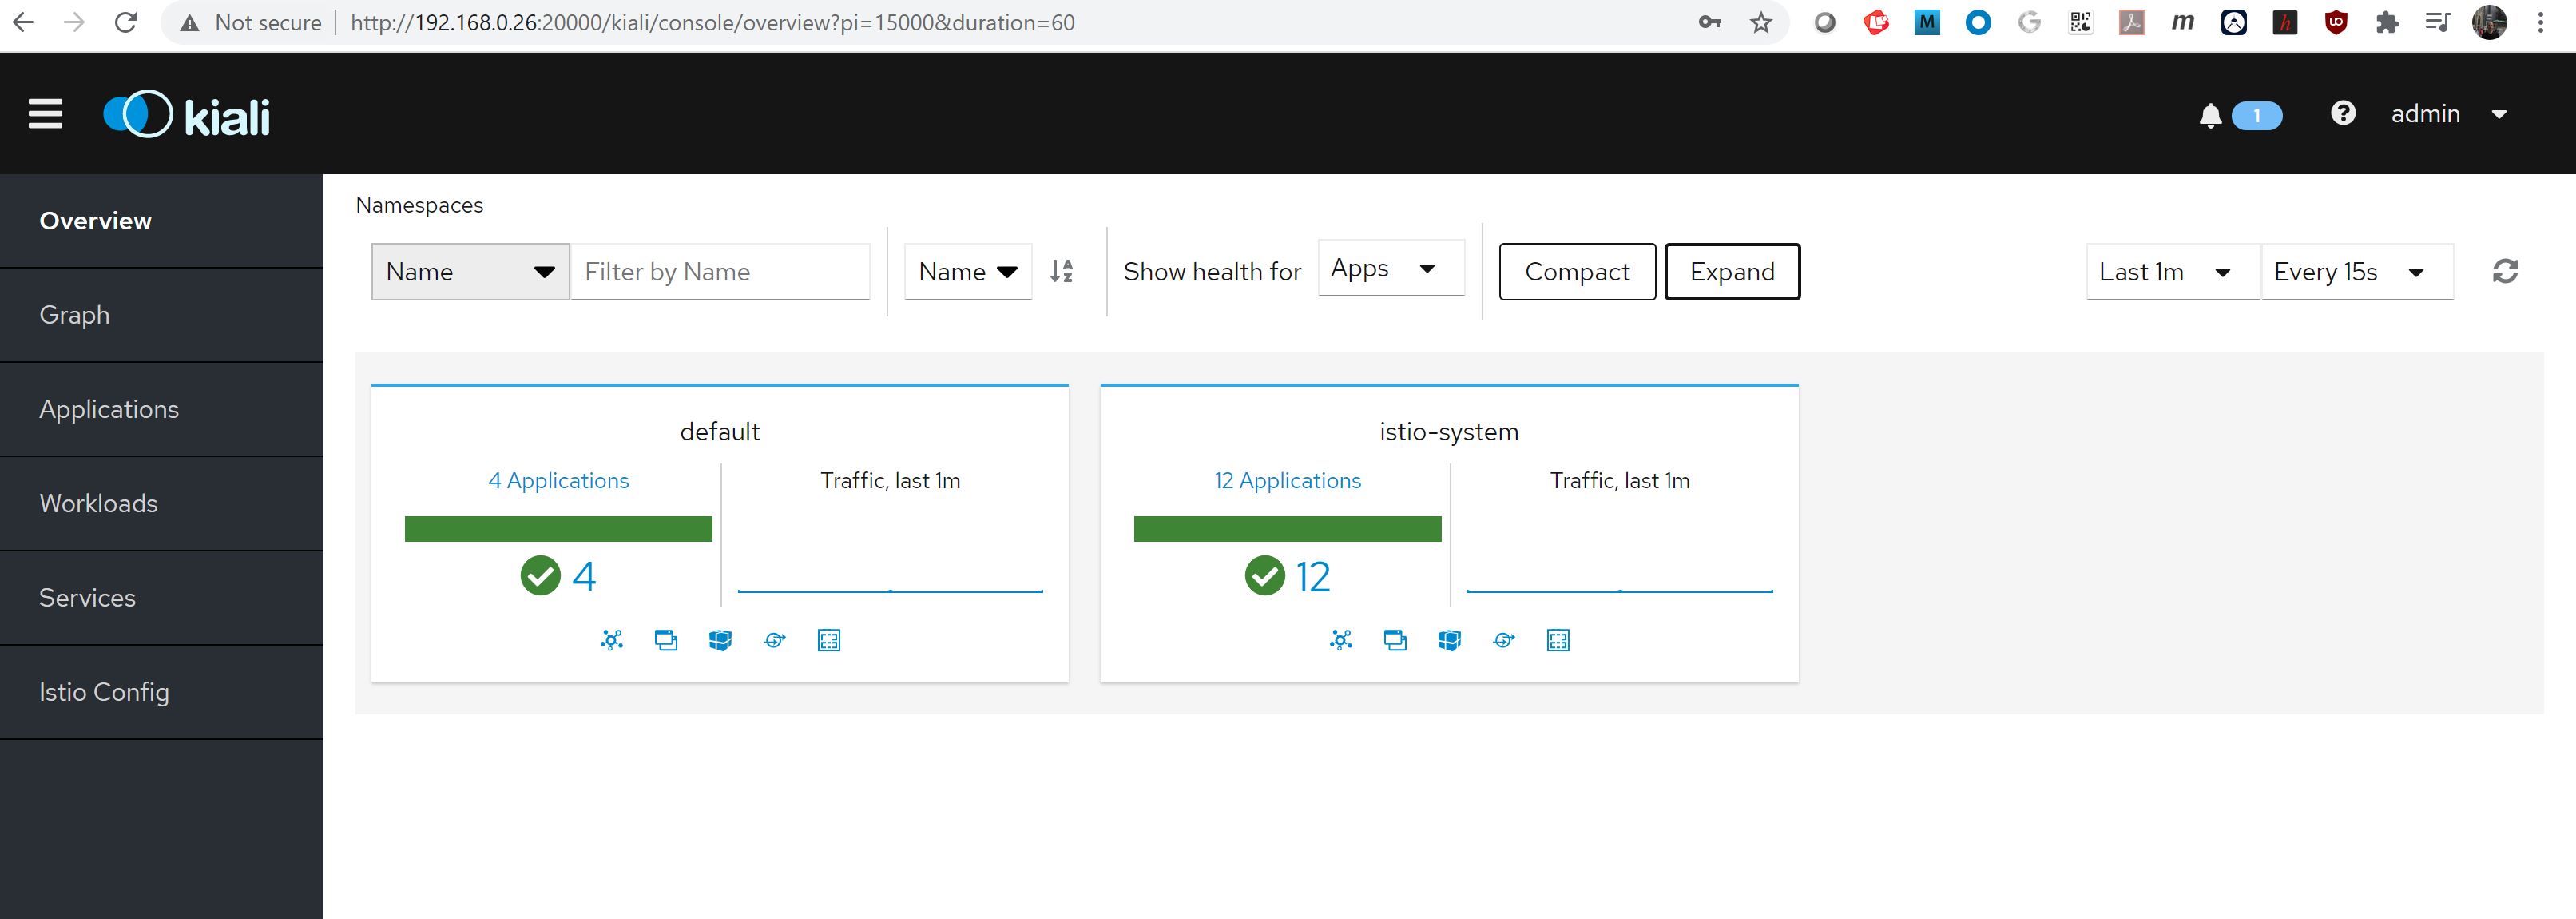 Not secure http://192.168.0.26:20000/kiali/console/overview?pi=15000&duration=60
M G m h
kiali
1 ? admin
Overview
Graph
Applications
Workloads
Services
Istio Config
Namespaces
Name Filter by Name Name A Z Show health for Apps Compact Expand Last 1m Every 15s
default
4 Applications Traffic, last 1m
4
istio-system
12 Applications Traffic, last 1m
12